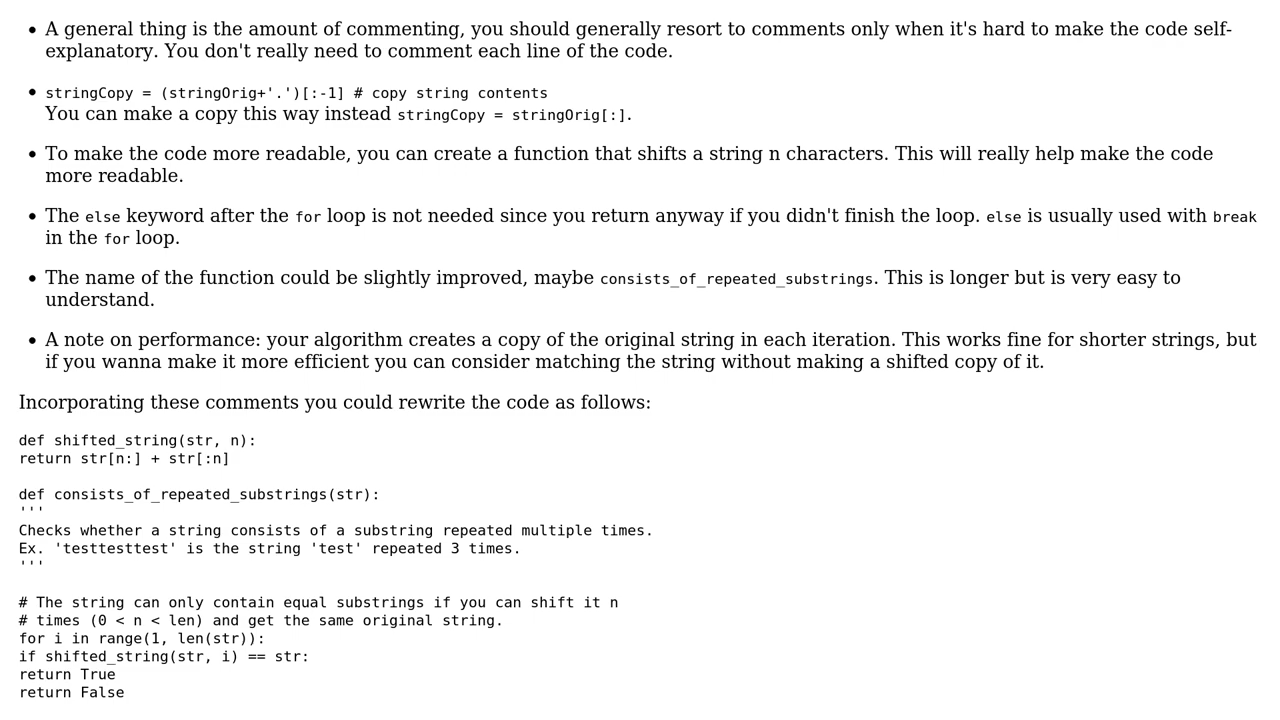 • A general thing is the amount of commenting, you should generally resort to comments only when it's hard to make the code self-
explanatory. You don't really need to comment each line of the code.
• stringCopy = (stringOrig+'.')[:-1] # copy string contents
You can make a copy this way instead stringCopy = stringOrig[:].
• To make the code more readable, you can create a function that shifts a string n characters. This will really help make the code
more readable.
• The else keyword after the for loop is not needed since you return anyway if you didn't finish the loop. else is usually used with break
in the for loop.
• The name of the function could be slightly improved, maybe consists_of_repeated_substrings. This is longer but is very easy to
understand.
• A note on performance: your algorithm creates a copy of the original string in each iteration. This works fine for shorter strings, but
if you wanna make it more efficient you can consider matching the string without making a shifted copy of it.
Incorporating these comments you could rewrite the code as follows:
def shifted_string(str, n):
return str[n:] + str[:n]
def consists_of_repeated_substrings(str):
'''
Checks whether a string consists of a substring repeated multiple times.
Ex. 'testtesttest' is the string 'test' repeated 3 times.
'''
# The string can only contain equal substrings if you can shift it n
# times (0 < n < len) and get the same original string.
for i in range(1, len(str)):
if shifted_string(str, i) == str:
return True
return False